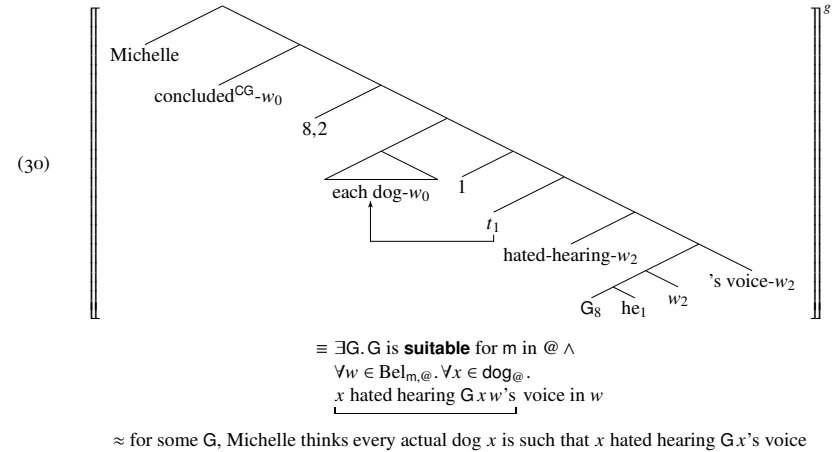 g
Michelle
concluded^CG-w₀
8,2
(30)
each dog-w₀
1
t₁
hated-hearing-w₂
's voice-w₂
G₈ he₁ w₂
≡ ∃G. G is suitable for m in @ ∧
∀w ∈ Bel_m,@. ∀x ∈ dog_@.
x hated hearing G x w's voice in w
≈ for some G, Michelle thinks every actual dog x is such that x hated hearing G x's voice